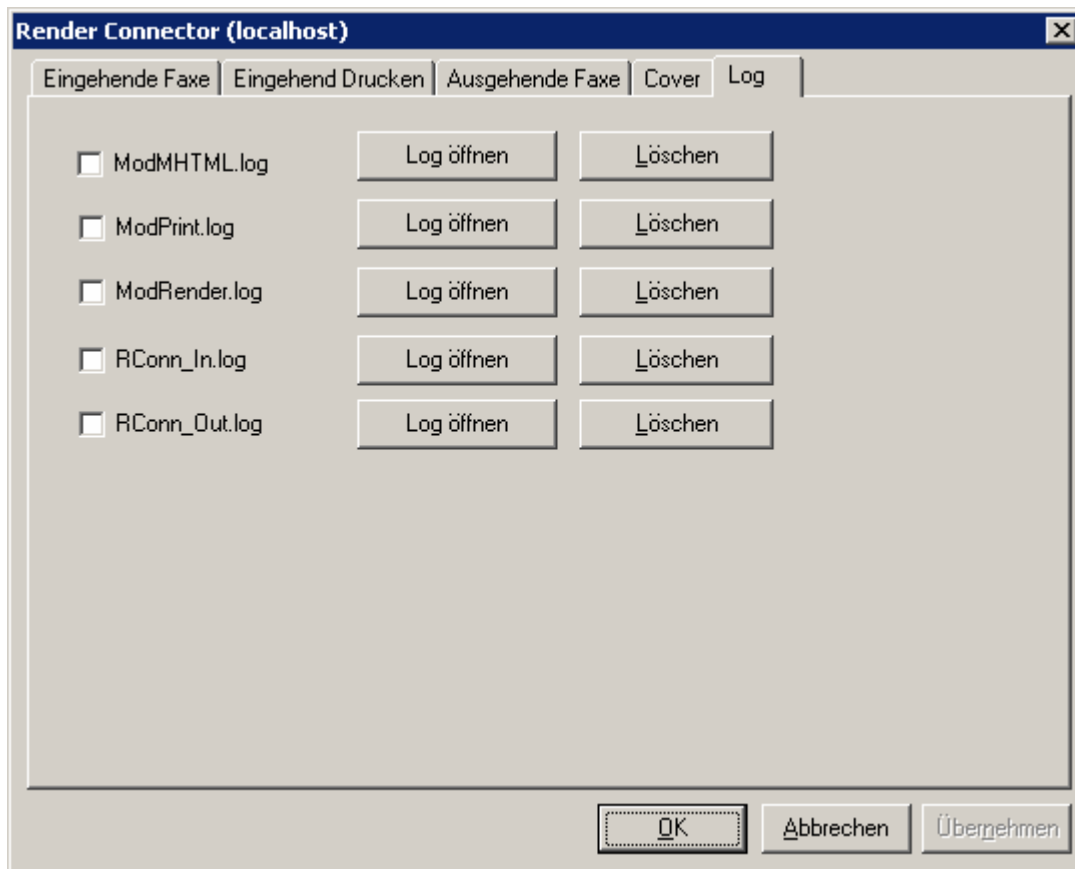 Render Connector (localhost)
Eingehende Faxe Eingehend Drucken Ausgehende Faxe Cover Log
ModMHTML.log Log öffnen Löschen
ModPrint.log Log öffnen Löschen
ModRender.log Log öffnen Löschen
RConn_In.log Log öffnen Löschen
RConn_Out.log Log öffnen Löschen
OK Abbrechen Übernehmen